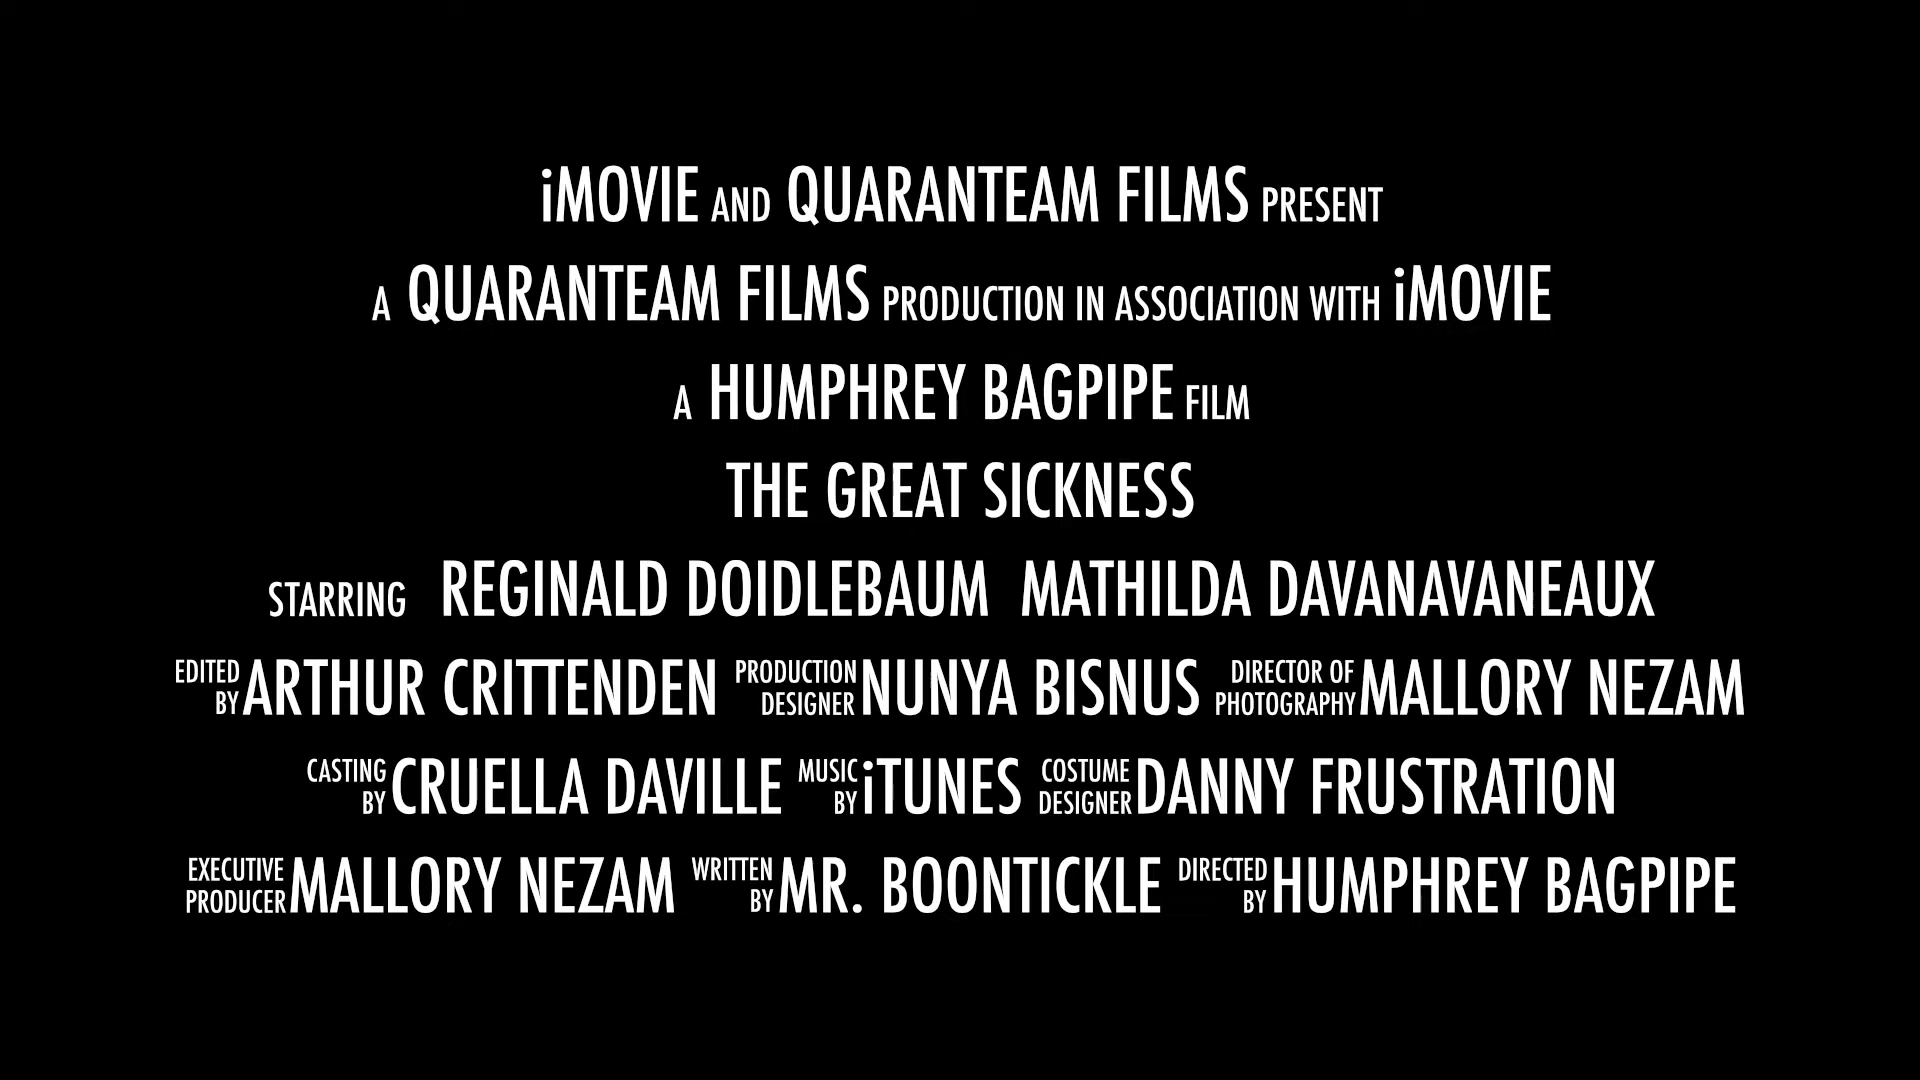 iMOVIE AND QUARANTEAM FILMS PRESENT
A QUARANTEAM FILMS PRODUCTION IN ASSOCIATION WITH iMOVIE
A HUMPHREY BAGPIPE FILM
THE GREAT SICKNESS
STARRING REGINALD DOIDLEBAUM MATHILDA DAVANAVANEAUX
EDITED BY ARTHUR CRITTENDEN PRODUCTION DESIGNER NUNYA BISNUS DIRECTOR OF PHOTOGRAPHY MALLORY NEZAM
CASTING BY CRUELLA DAVILLE MUSIC BY iTUNES COSTUME DESIGNER DANNY FRUSTRATION
EXECUTIVE PRODUCER MALLORY NEZAM WRITTEN BY MR. BOONTICKLE DIRECTED BY HUMPHREY BAGPIPE